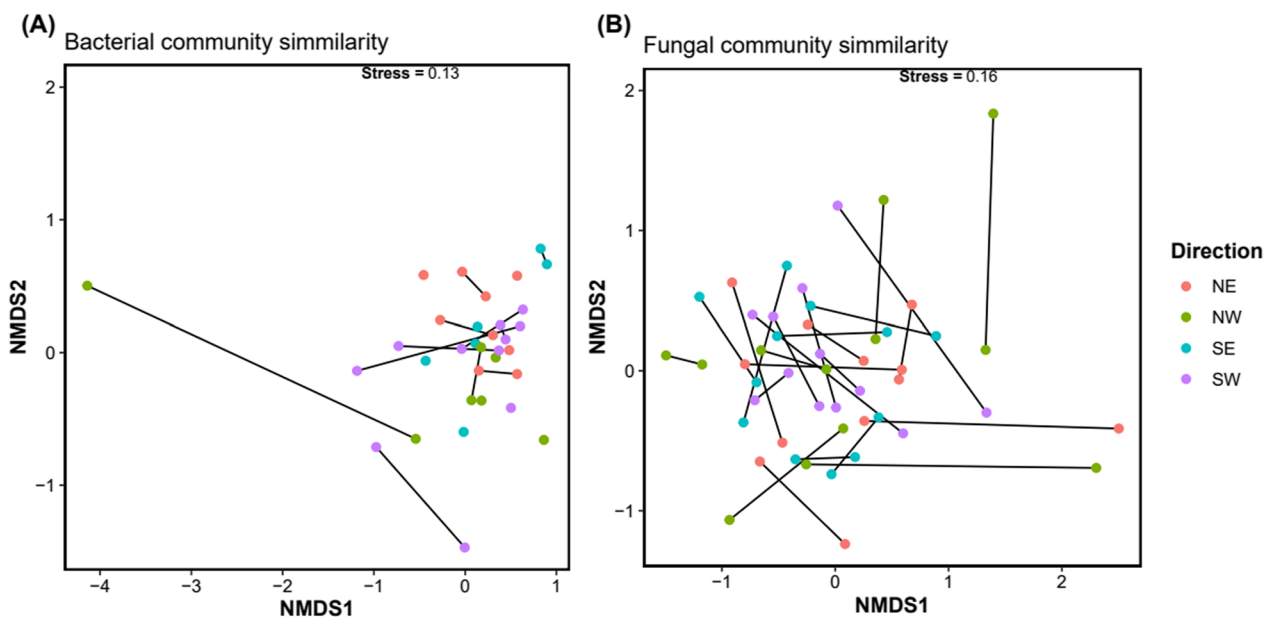 (A)
Bacterial community simmilarity
Stress = 0.13
2
1
0
−1
NMDS2
−4 −3 −2 −1 0 1
NMDS1
(B)
Fungal community simmilarity
Stress = 0.16
2
1
0
−1
NMDS2
−1 0 1 2
NMDS1
Direction
NE
NW
SE
SW